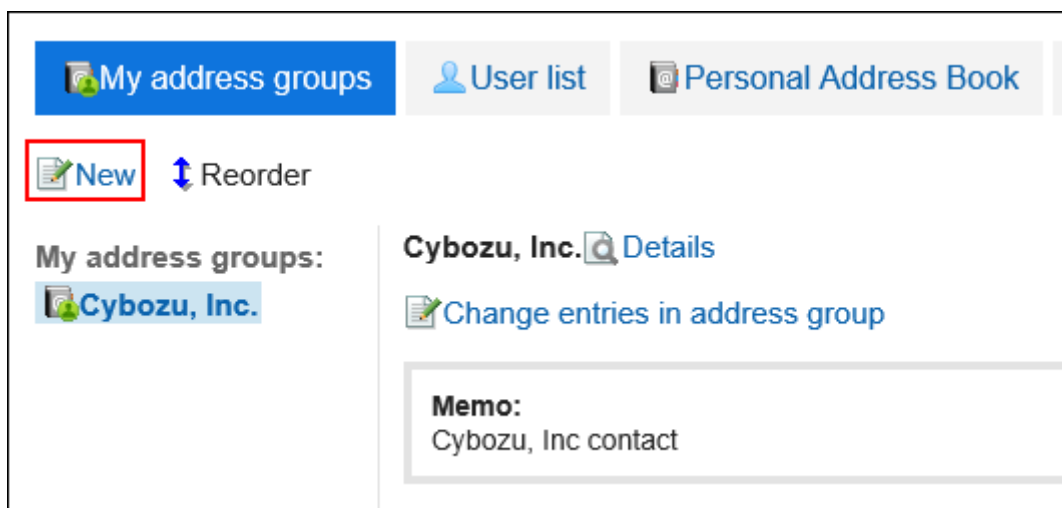 My address groups User list Personal Address Book
New Reorder
My address groups:
Cybozu, Inc.
Cybozu, Inc. Details
Change entries in address group
Memo:
Cybozu, Inc contact